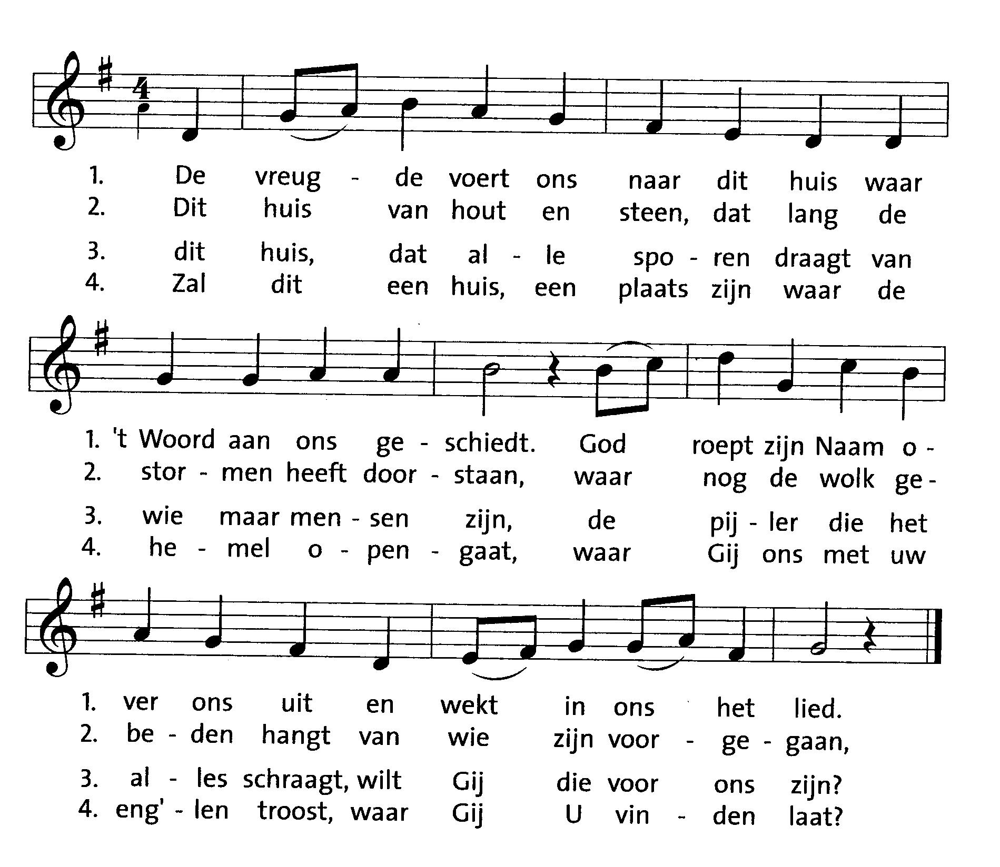 4
1. De vreug - de voert ons naar dit huis waar
2. Dit huis van hout en steen, dat lang de
3. dit huis, dat al - le spo - ren draagt van
4. Zal dit een huis, een plaats zijn waar de
1. 't Woord aan ons ge - schiedt. God roept zijn Naam o -
2. stor - men heeft door - staan, waar nog de wolk ge -
3. wie maar men - sen zijn, de pij - ler die het
4. he - mel o - pen - gaat, waar Gij ons met uw
1. ver ons uit en wekt in ons het lied.
2. be - den hangt van wie zijn voor - ge - gaan,
3. al - les schraagt, wilt Gij die voor ons zijn?
4. eng' - len troost, waar Gij U vin - den laat?